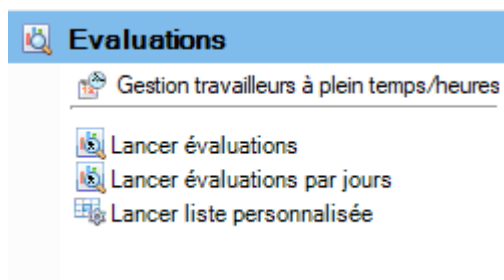 Evaluations
Gestion travailleurs à plein temps/heures
Lancer évaluations
Lancer évaluations par jours
Lancer liste personnalisée